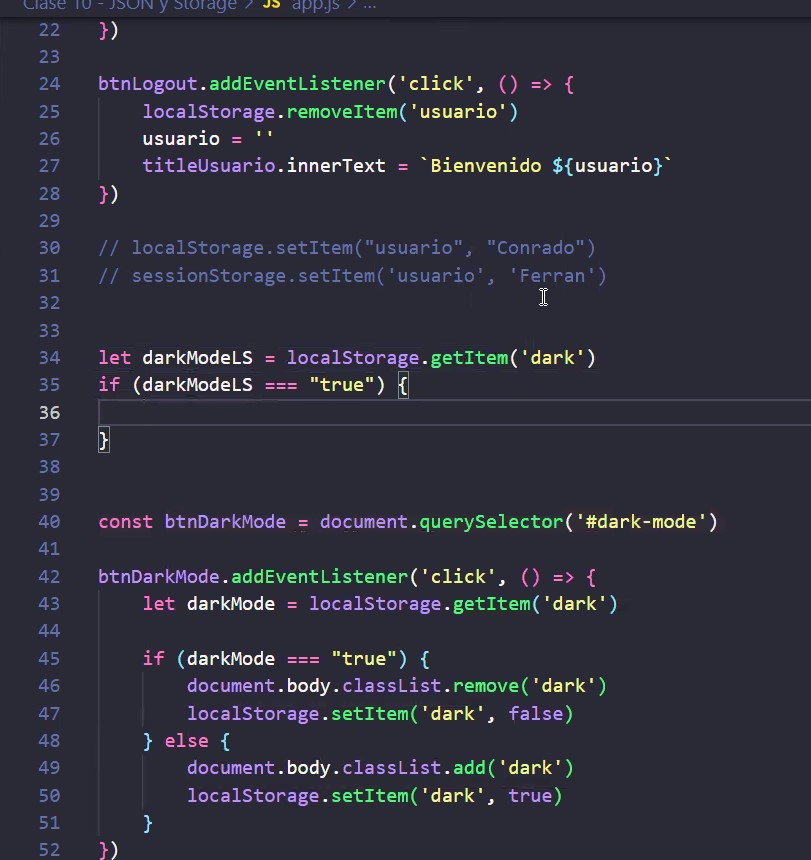 Clase 10 - JSON y Storage > JS app.js > ...
22 })
23
24 btnLogout.addEventListener('click', () => {
25     localStorage.removeItem('usuario')
26     usuario = ''
27     titleUsuario.innerText = `Bienvenido ${usuario}`
28 })
29
30 // localStorage.setItem("usuario", "Conrado")
31 // sessionStorage.setItem('usuario', 'Ferran')
32
33
34 let darkModeLS = localStorage.getItem('dark')
35 if (darkModeLS === "true") {
36
37 }
38
39
40 const btnDarkMode = document.querySelector('#dark-mode')
41
42 btnDarkMode.addEventListener('click', () => {
43     let darkMode = localStorage.getItem('dark')
44
45     if (darkMode === "true") {
46         document.body.classList.remove('dark')
47         localStorage.setItem('dark', false)
48     } else {
49         document.body.classList.add('dark')
50         localStorage.setItem('dark', true)
51     }
52 })